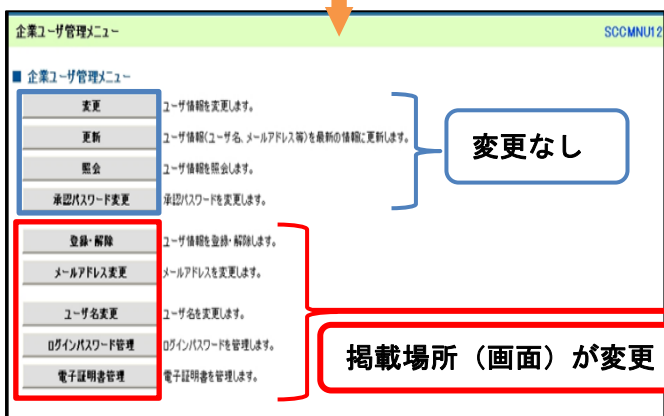 企業ユーザ管理メニュー SCCMNU12
■ 企業ユーザ管理メニュー
変更 ユーザ情報を変更します。
更新 ユーザ情報(ユーザ名、メールアドレス等)を最新の情報に更新します。
照会 ユーザ情報を照会します。
承認パスワード変更 承認パスワードを変更します。
変更なし
登録・解除 ユーザ情報を登録・解除します。
メールアドレス変更 メールアドレスを変更します。
ユーザ名変更 ユーザ名を変更します。
ログインパスワード管理 ログインパスワードを管理します。
電子証明書管理 電子証明書を管理します。
掲載場所（画面）が変更